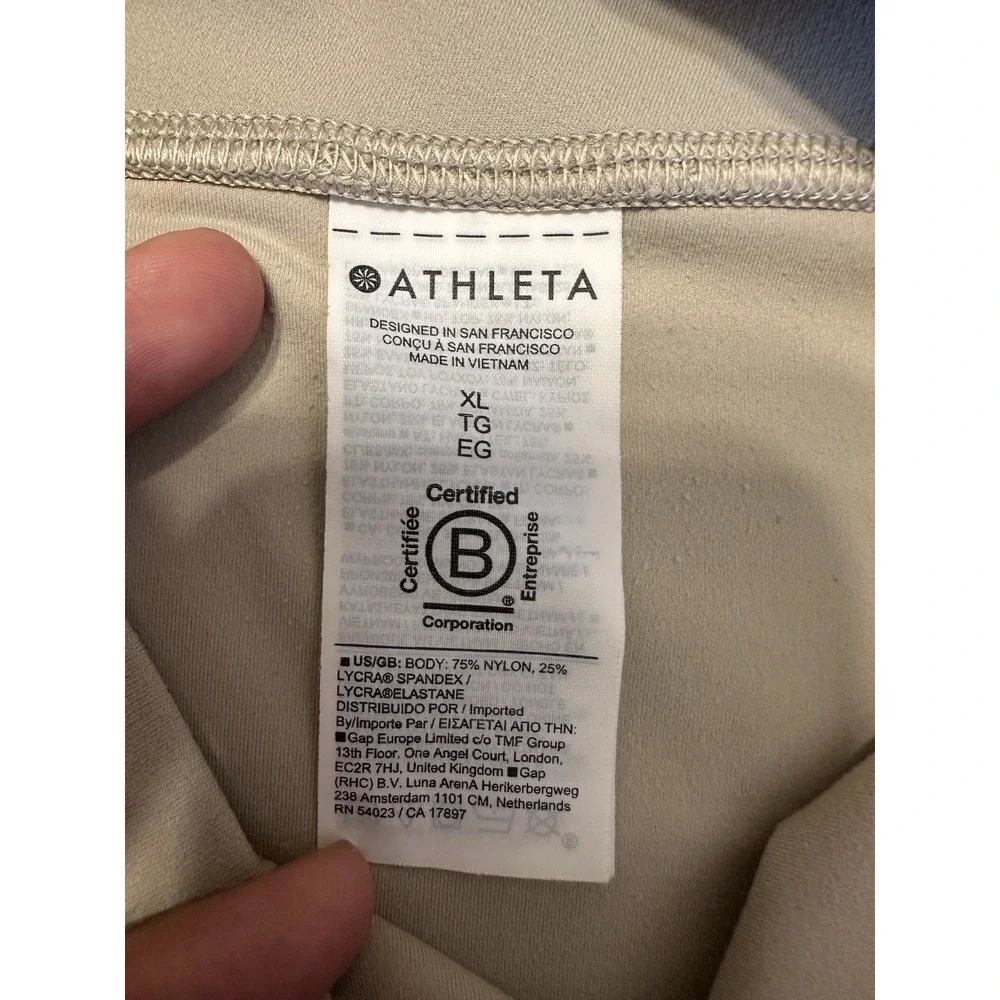 ATHLETA
DESIGNED IN SAN FRANCISCO
CONÇU À SAN FRANCISCO
MADE IN VIETNAM
XL
TG
EG
Certified
Certifiée
B
Entreprise
®
Corporation
■ US/GB: BODY: 75% NYLON, 25%
LYCRA® SPANDEX /
LYCRA®ELASTANE
DISTRIBUIDO POR / Imported
By/Importe Par / ΕΙΣΑΓΕΤΑΙ ΑΠΟ ΤΗΝ:
■Gap Europe Limited c/o TMF Group
13th Floor, One Angel Court, London,
EC2R 7HJ, United Kingdom ■Gap
(RHC) B.V. Luna ArenA Herikerbergweg
238 Amsterdam 1101 CM, Netherlands
RN 54023 / CA 17897